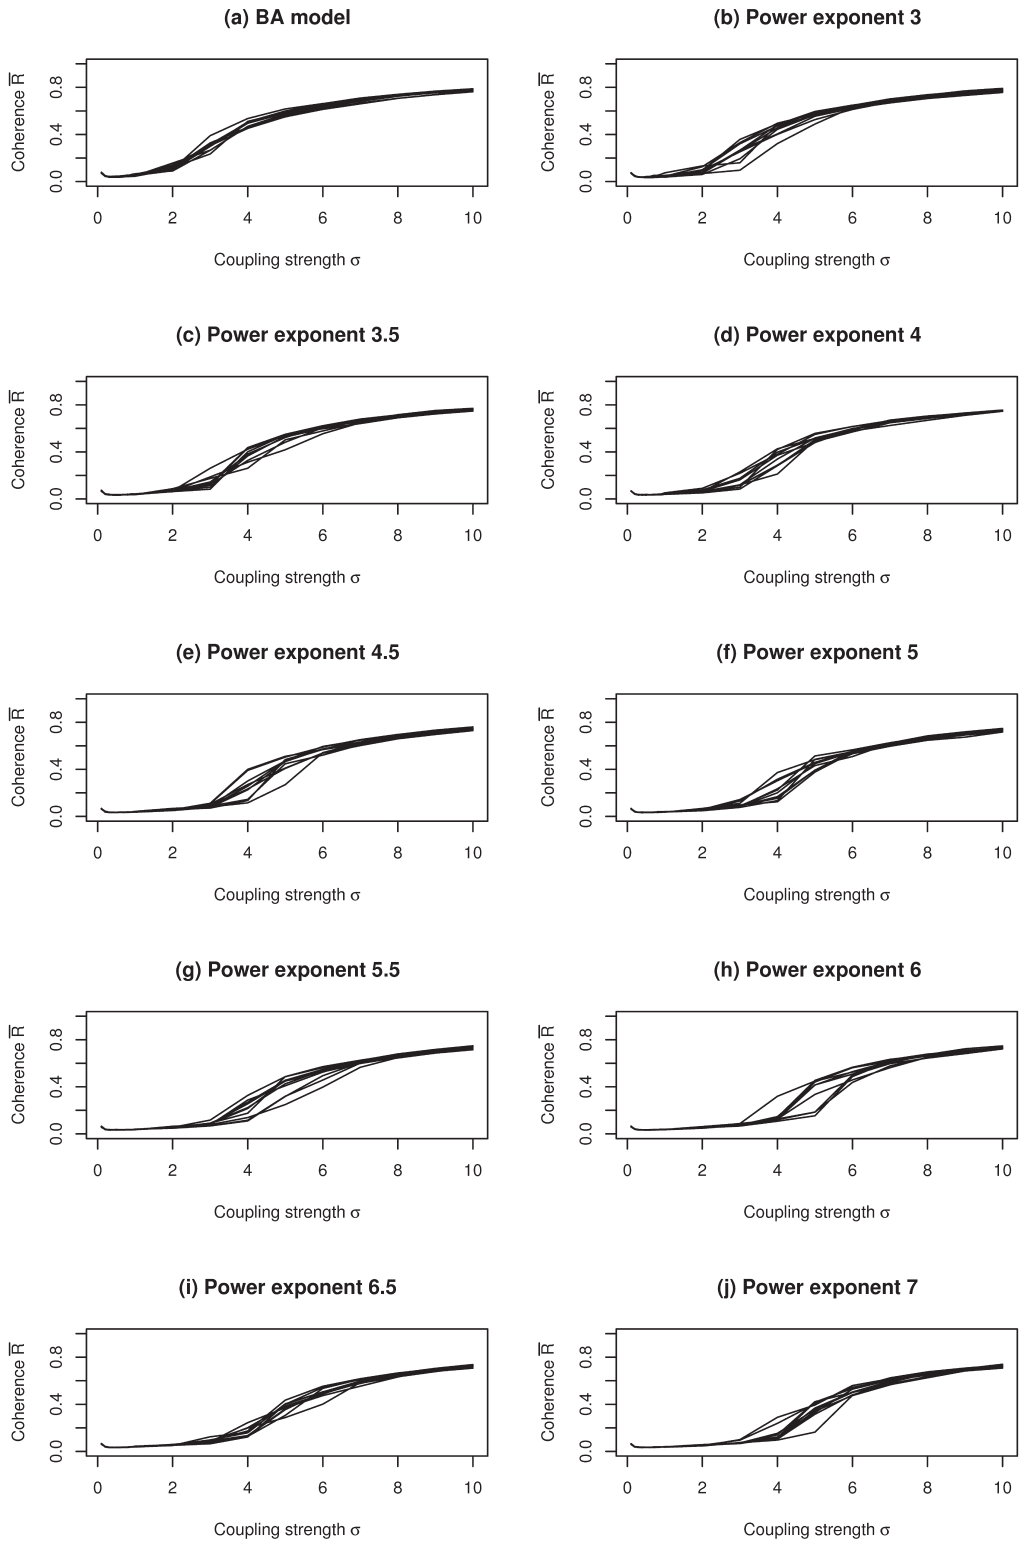 (a) BA model
Coherence R̅
0.0 0.4 0.8
0 2 4 6 8 10
Coupling strength σ
(b) Power exponent 3
Coherence R̅
0.0 0.4 0.8
0 2 4 6 8 10
Coupling strength σ
(c) Power exponent 3.5
Coherence R̅
0.0 0.4 0.8
0 2 4 6 8 10
Coupling strength σ
(d) Power exponent 4
Coherence R̅
0.0 0.4 0.8
0 2 4 6 8 10
Coupling strength σ
(e) Power exponent 4.5
Coherence R̅
0.0 0.4 0.8
0 2 4 6 8 10
Coupling strength σ
(f) Power exponent 5
Coherence R̅
0.0 0.4 0.8
0 2 4 6 8 10
Coupling strength σ
(g) Power exponent 5.5
Coherence R̅
0.0 0.4 0.8
0 2 4 6 8 10
Coupling strength σ
(h) Power exponent 6
Coherence R̅
0.0 0.4 0.8
0 2 4 6 8 10
Coupling strength σ
(i) Power exponent 6.5
Coherence R̅
0.0 0.4 0.8
0 2 4 6 8 10
Coupling strength σ
(j) Power exponent 7
Coherence R̅
0.0 0.4 0.8
0 2 4 6 8 10
Coupling strength σ